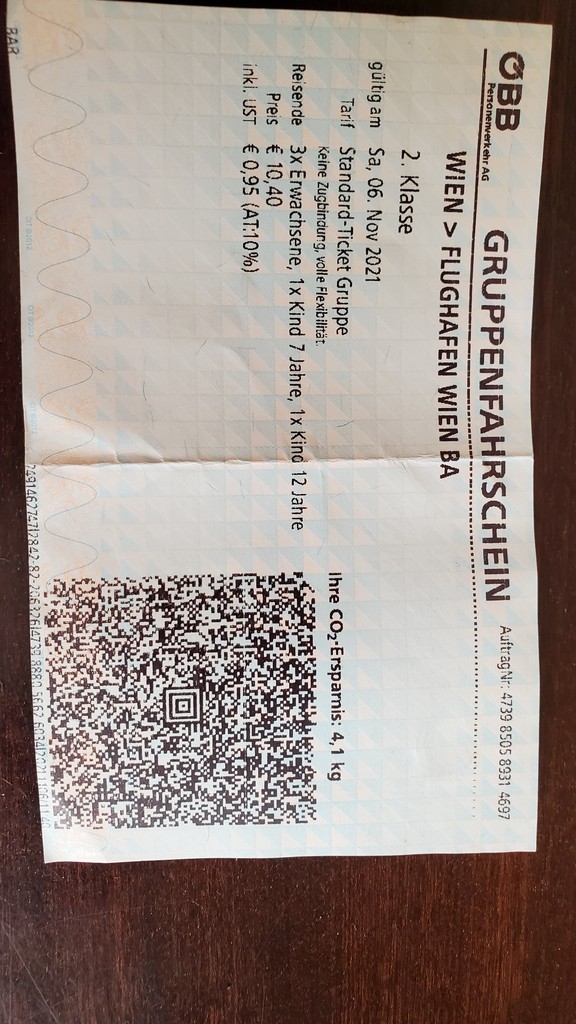 ÖBB
Personenverkehr AG
GRUPPENFAHRSCHEIN
AuftragNr: 4739 8505 8931 4697
WIEN > FLUGHAFEN WIEN BA
2. Klasse
gültig am Sa, 06. Nov 2021
Tarif Standard-Ticket Gruppe
Keine Zugbindung, volle Flexibilität.
Reisende 3x Erwachsene, 1x Kind 7 Jahre, 1x Kind 12 Jahre
Preis € 10,40
inkl. UST € 0,95 (AT:10%)
Ihre CO₂-Ersparnis: 4,1 kg
BAR